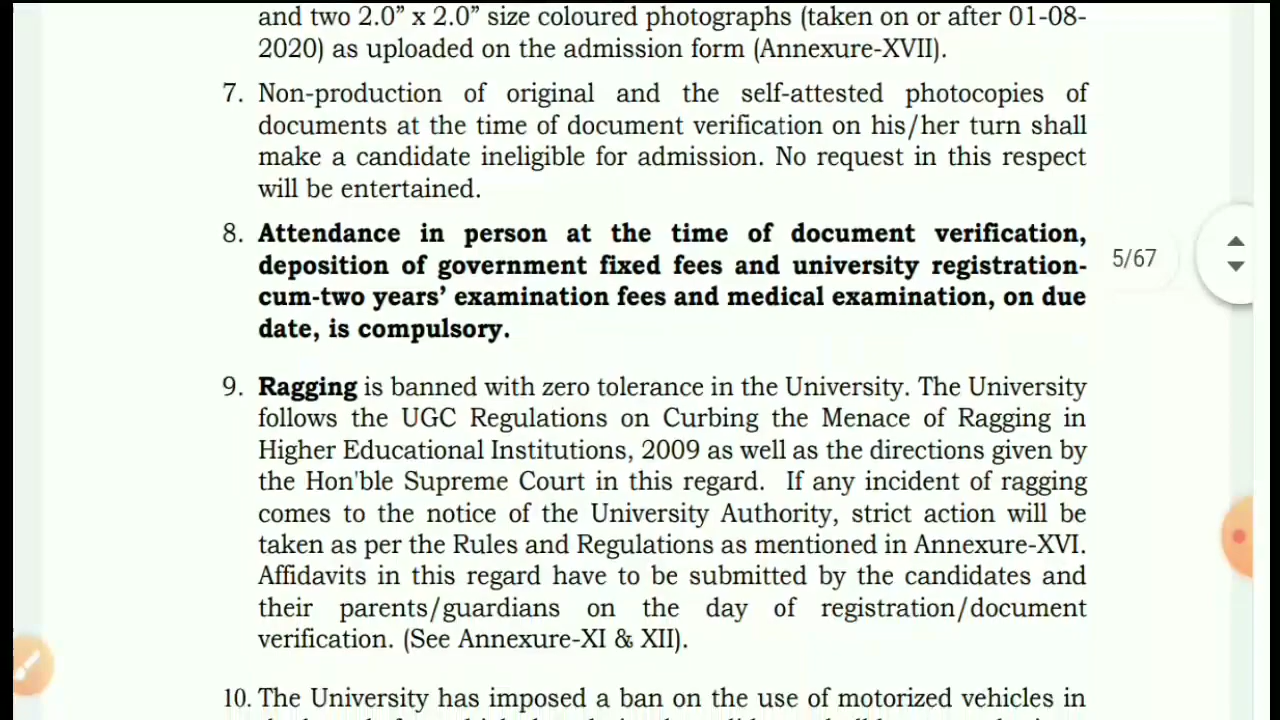 and two 2.0” x 2.0” size coloured photographs (taken on or after 01-08-
2020) as uploaded on the admission form (Annexure-XVII).
7. Non-production of original and the self-attested photocopies of
documents at the time of document verification on his/her turn shall
make a candidate ineligible for admission. No request in this respect
will be entertained.
8. Attendance in person at the time of document verification,
deposition of government fixed fees and university registration-
cum-two years’ examination fees and medical examination, on due
date, is compulsory.
5/67
9. Ragging is banned with zero tolerance in the University. The University
follows the UGC Regulations on Curbing the Menace of Ragging in
Higher Educational Institutions, 2009 as well as the directions given by
the Hon'ble Supreme Court in this regard. If any incident of ragging
comes to the notice of the University Authority, strict action will be
taken as per the Rules and Regulations as mentioned in Annexure-XVI.
Affidavits in this regard have to be submitted by the candidates and
their parents/guardians on the day of registration/document
verification. (See Annexure-XI & XII).
10. The University has imposed a ban on the use of motorized vehicles in